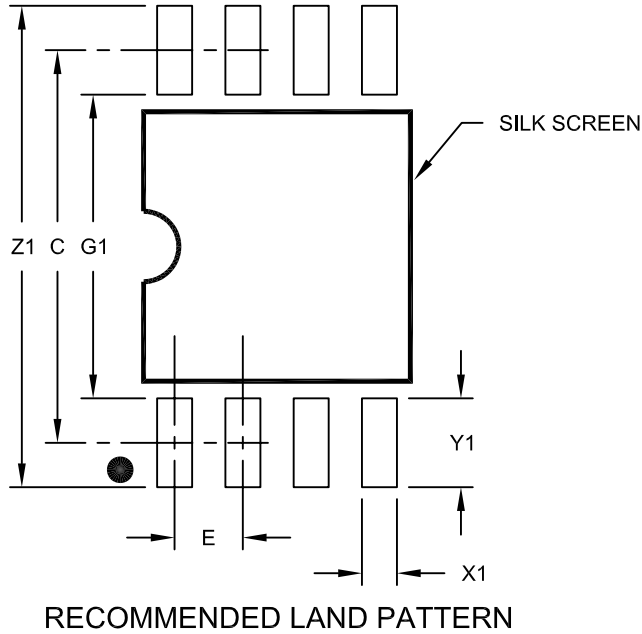 SILK SCREEN
Z1 C G1
Y1
E
X1
RECOMMENDED LAND PATTERN